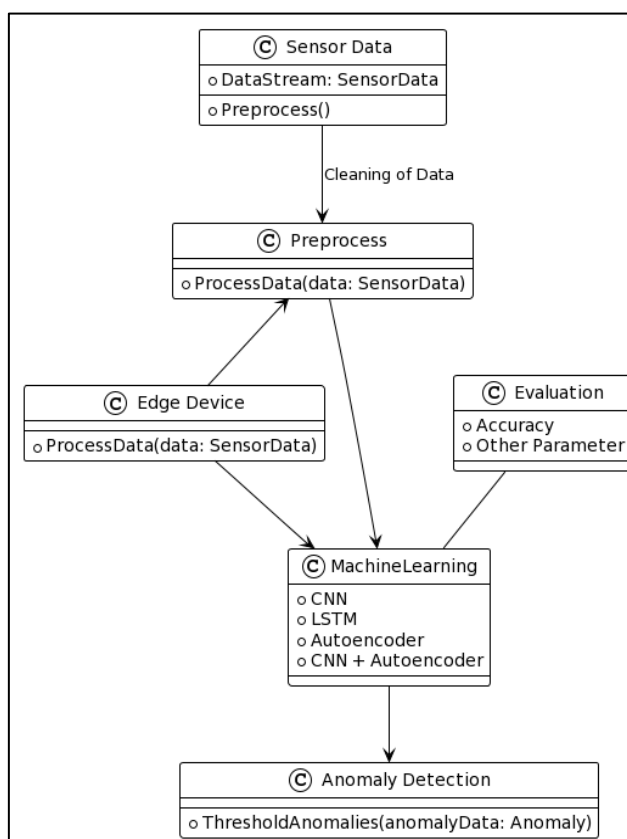 C Sensor Data
DataStream: SensorData
Preprocess()
Cleaning of Data
C Preprocess
ProcessData(data: SensorData)
C Edge Device
ProcessData(data: SensorData)
C Evaluation
Accuracy
Other Parameter
C MachineLearning
CNN
LSTM
Autoencoder
CNN + Autoencoder
C Anomaly Detection
ThresholdAnomalies(anomalyData: Anomaly)